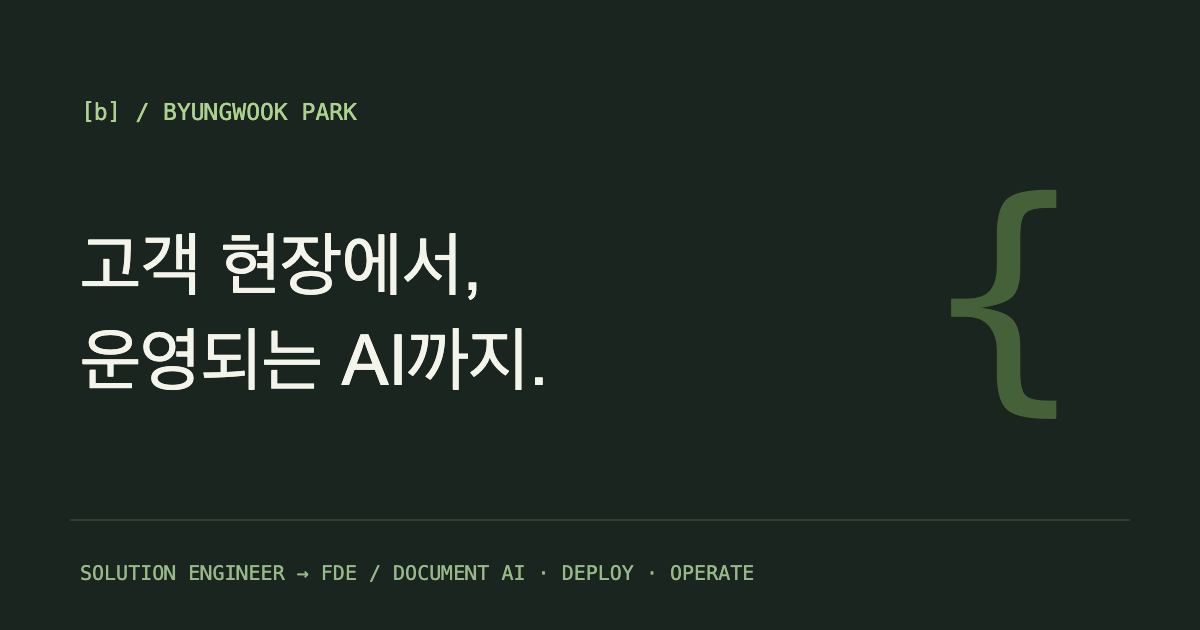 [b] / BYUNGWOOK PARK
고객 현장에서,
운영되는 AI까지.
{
SOLUTION ENGINEER → FDE / DOCUMENT AI · DEPLOY · OPERATE